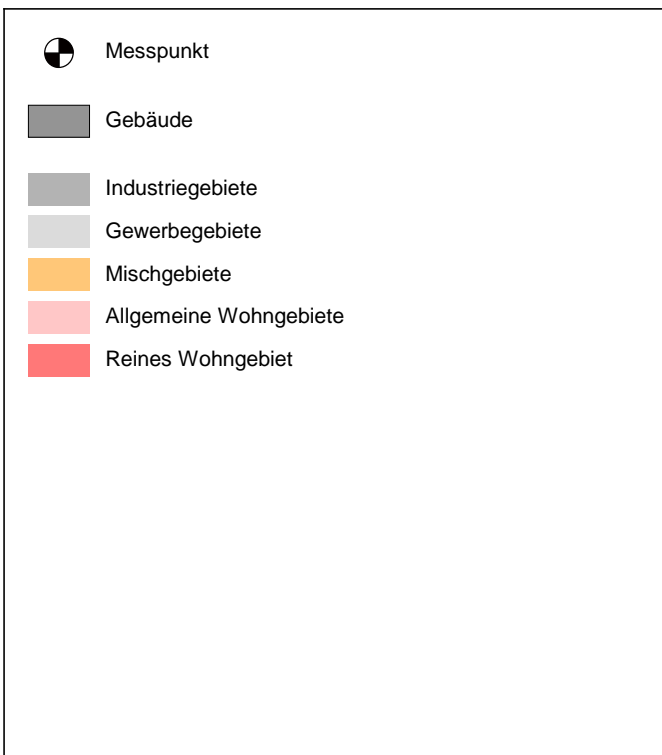 Messpunkt
Gebäude
Industriegebiete
Gewerbegebiete
Mischgebiete
Allgemeine Wohngebiete
Reines Wohngebiet